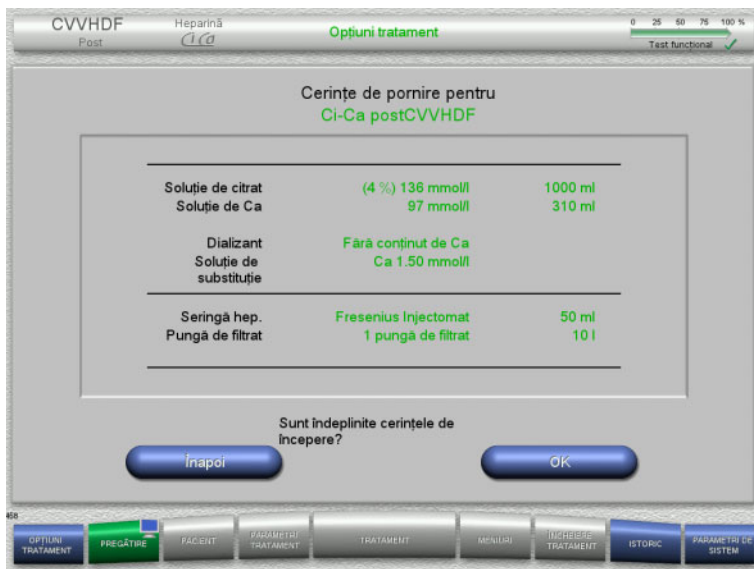 CVVHDF
Post
Heparină
Ci Ca
Opțiuni tratament
0 25 50 75 100 %
Test funcțional
Cerințe de pornire pentru
Ci-Ca postCVVHDF
Soluție de citrat (4 %) 136 mmol/l 1000 ml
Soluție de Ca 97 mmol/l 310 ml
Dializant Fără conținut de Ca
Soluție de Ca 1.50 mmol/l
substituție
Seringă hep. Fresenius Injectomat 50 ml
Pungă de filtrat 1 pungă de filtrat 10 l
Sunt îndeplinite cerințele de
începere?
Înapoi OK
458
OPȚIUNI
TRATAMENT
PREGĂTIRE
PACIENT
PARAMETRI
TRATAMENT
TRATAMENT
MENIURI
ÎNCHEIERE
TRATAMENT
ISTORIC
PARAMETRI DE
SISTEM